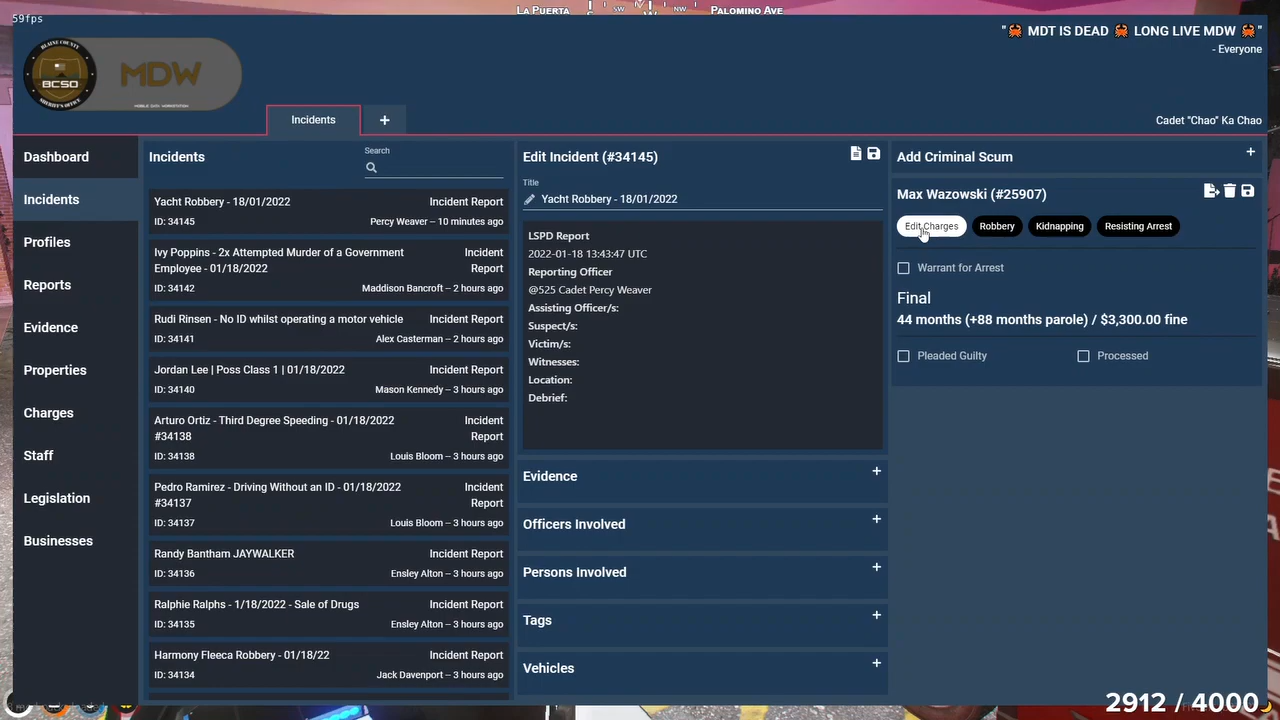 59fps
LA PUERTA
SW
W
NW
PALOMINO AVE
" MDT IS DEAD LONG LIVE MDW "
- Everyone
BLAINE COUNTY
BCSO
SHERIFF'S OFFICE
MDW
MOBILE DATA WORKSTATION
Incidents
+
Cadet "Chao" Ka Chao
Dashboard
Incidents
Profiles
Reports
Evidence
Properties
Charges
Staff
Legislation
Businesses
Incidents
Search
Yacht Robbery - 18/01/2022 Incident Report
ID: 34145 Percy Weaver – 10 minutes ago
Ivy Poppins - 2x Attempted Murder of a Government Incident
Employee - 01/18/2022 Report
ID: 34142 Maddison Bancroft – 2 hours ago
Rudi Rinsen - No ID whilst operating a motor vehicle Incident Report
ID: 34141 Alex Casterman – 2 hours ago
Jordan Lee | Poss Class 1 | 01/18/2022 Incident Report
ID: 34140 Mason Kennedy – 3 hours ago
Arturo Ortiz - Third Degree Speeding - 01/18/2022 Incident
#34138 Report
ID: 34138 Louis Bloom – 3 hours ago
Pedro Ramirez - Driving Without an ID - 01/18/2022 Incident
#34137 Report
ID: 34137 Louis Bloom – 3 hours ago
Randy Bantham JAYWALKER Incident Report
ID: 34136 Ensley Alton – 3 hours ago
Ralphie Ralphs - 1/18/2022 - Sale of Drugs Incident Report
ID: 34135 Ensley Alton – 3 hours ago
Harmony Fleeca Robbery - 01/18/22 Incident Report
ID: 34134 Jack Davenport – 3 hours ago
Edit Incident (#34145)
Title
Yacht Robbery - 18/01/2022
LSPD Report
2022-01-18 13:43:47 UTC
Reporting Officer
@525 Cadet Percy Weaver
Assisting Officer/s:
Suspect/s:
Victim/s:
Witnesses:
Location:
Debrief:
Evidence +
Officers Involved +
Persons Involved +
Tags +
Vehicles +
Add Criminal Scum +
Max Wazowski (#25907)
Edit Charges Robbery Kidnapping Resisting Arrest
Warrant for Arrest
Final
44 months (+88 months parole) / $3,300.00 fine
Pleaded Guilty Processed
2912 / 4000